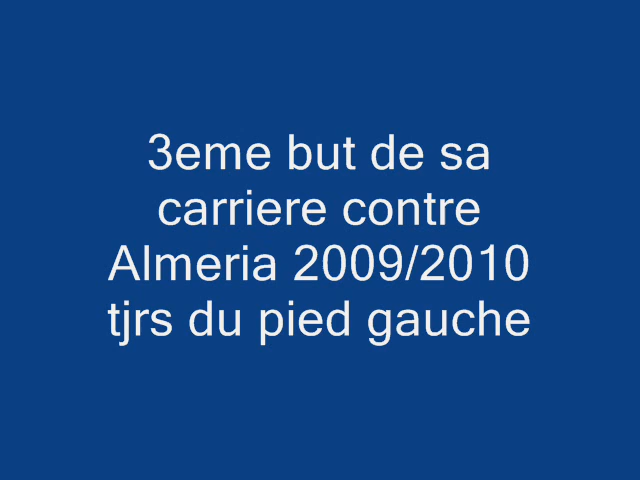 3eme but de sa
carriere contre
Almeria 2009/2010
tjrs du pied gauche